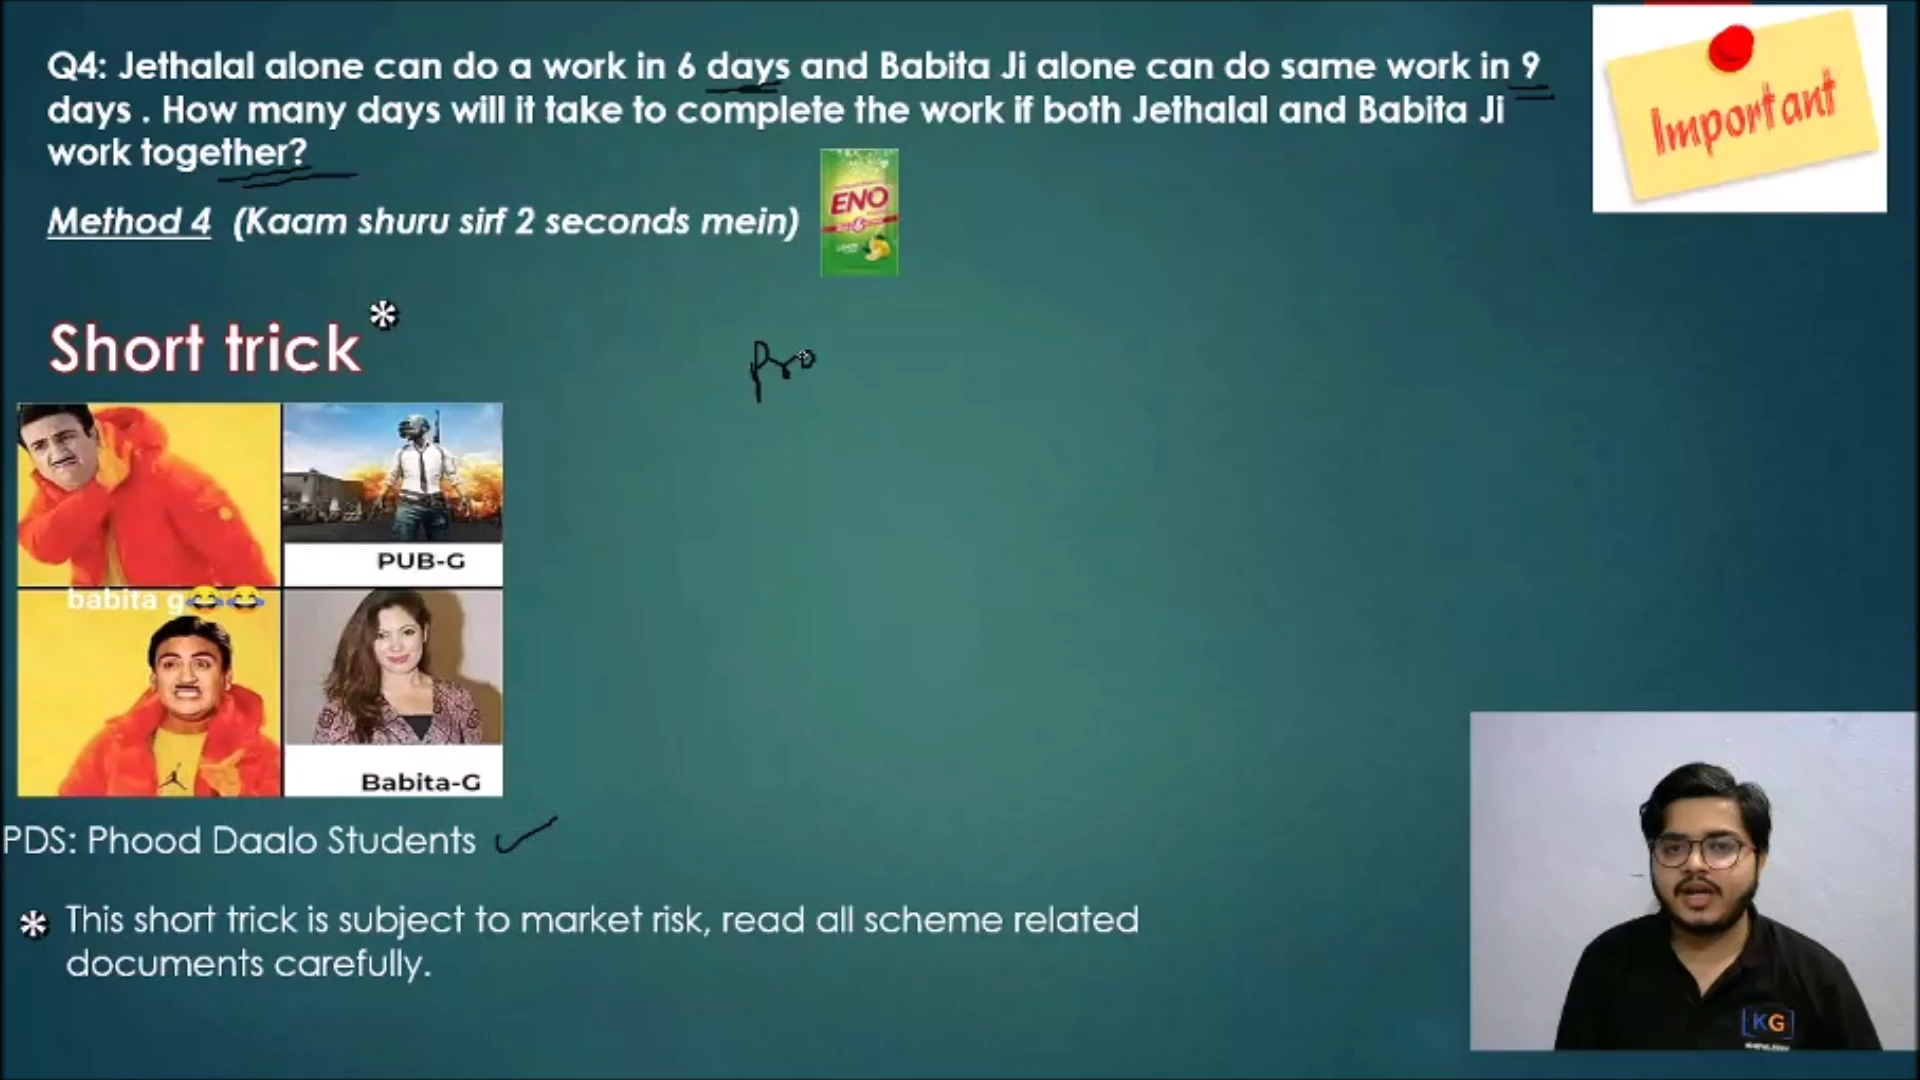 Q4: Jethalal alone can do a work in 6 days and Babita Ji alone can do same work in 9
days . How many days will it take to complete the work if both Jethalal and Babita Ji
work together?
Important
ENO
Method 4 (Kaam shuru sirf 2 seconds mein)
Short trick*
Pro
PUB-G
babita g😂😂
Babita-G
PDS: Phood Daalo Students
* This short trick is subject to market risk, read all scheme related
documents carefully.
KG